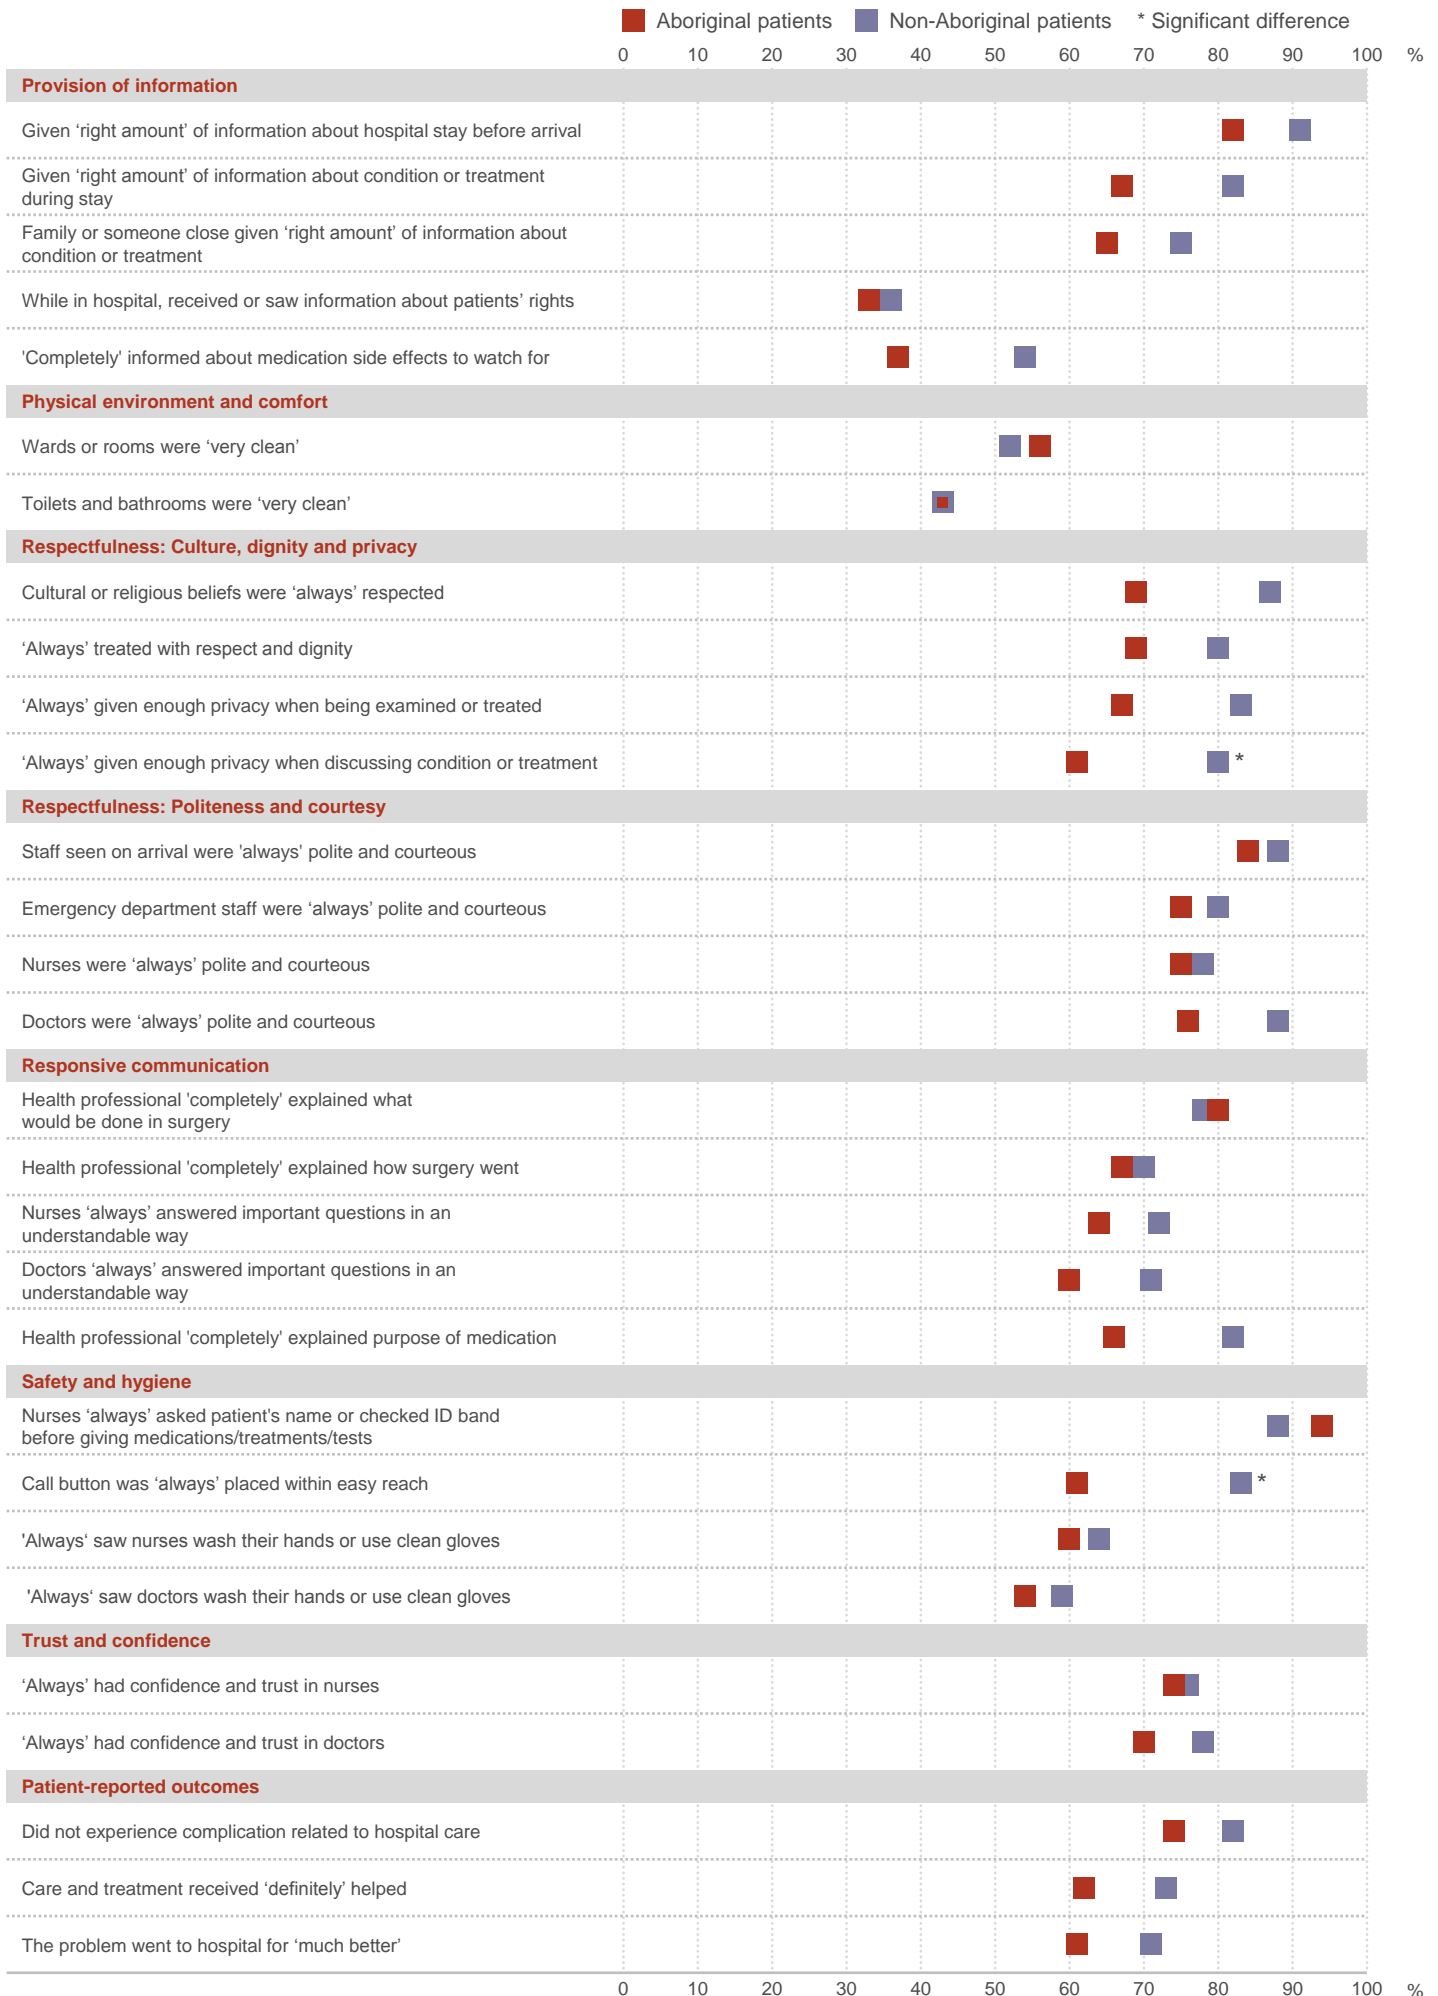 Aboriginal patients Non-Aboriginal patients * Significant difference
0 10 20 30 40 50 60 70 80 90 100 %
Provision of information
Given ‘right amount’ of information about hospital stay before arrival
Given ‘right amount’ of information about condition or treatment
during stay
Family or someone close given ‘right amount’ of information about
condition or treatment
While in hospital, received or saw information about patients’ rights
'Completely' informed about medication side effects to watch for
Physical environment and comfort
Wards or rooms were ‘very clean’
Toilets and bathrooms were ‘very clean’
Respectfulness: Culture, dignity and privacy
Cultural or religious beliefs were ‘always’ respected
‘Always’ treated with respect and dignity
‘Always’ given enough privacy when being examined or treated
‘Always’ given enough privacy when discussing condition or treatment *
Respectfulness: Politeness and courtesy
Staff seen on arrival were 'always' polite and courteous
Emergency department staff were ‘always’ polite and courteous
Nurses were ‘always’ polite and courteous
Doctors were ‘always’ polite and courteous
Responsive communication
Health professional 'completely' explained what
would be done in surgery
Health professional 'completely' explained how surgery went
Nurses ‘always’ answered important questions in an
understandable way
Doctors ‘always’ answered important questions in an
understandable way
Health professional 'completely' explained purpose of medication
Safety and hygiene
Nurses ‘always’ asked patient's name or checked ID band
before giving medications/treatments/tests
Call button was ‘always’ placed within easy reach *
'Always‘ saw nurses wash their hands or use clean gloves
'Always‘ saw doctors wash their hands or use clean gloves
Trust and confidence
‘Always’ had confidence and trust in nurses
‘Always’ had confidence and trust in doctors
Patient-reported outcomes
Did not experience complication related to hospital care
Care and treatment received ‘definitely’ helped
The problem went to hospital for ‘much better’
0 10 20 30 40 50 60 70 80 90 100 %